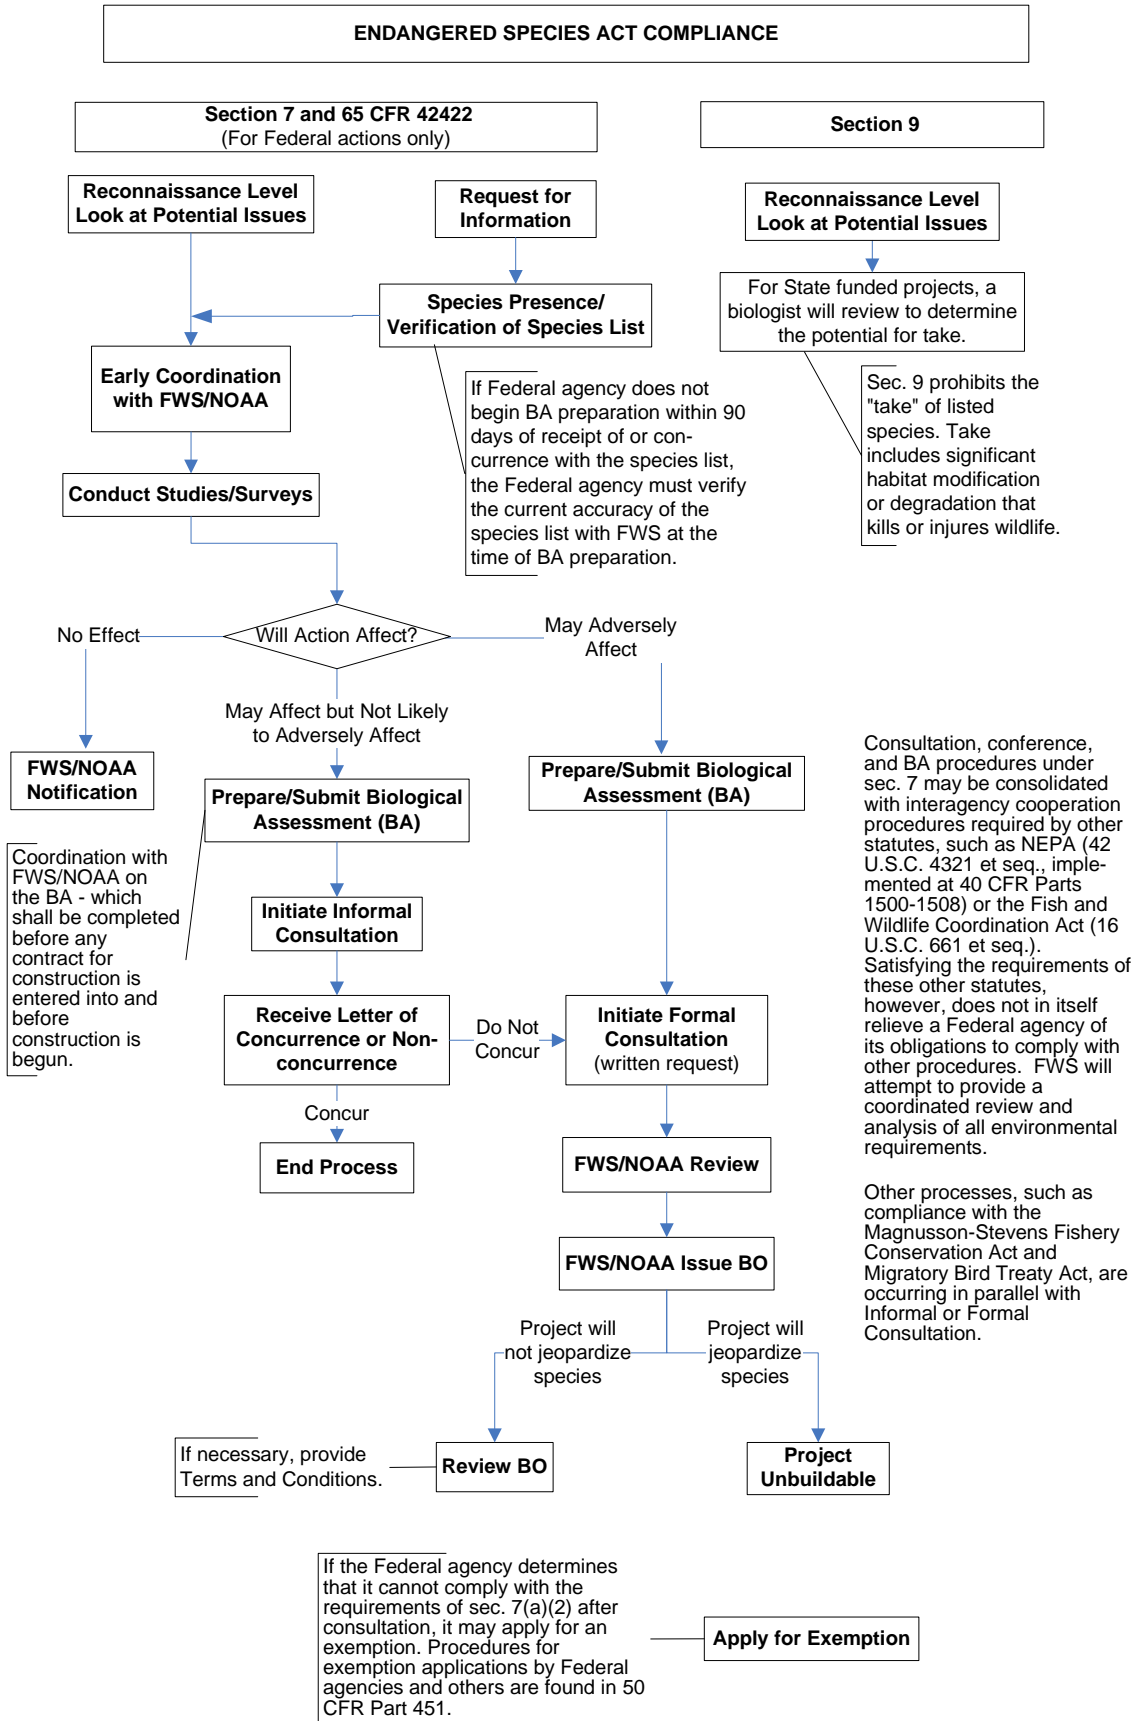 ENDANGERED SPECIES ACT COMPLIANCE
Section 7 and 65 CFR 42422
(For Federal actions only)
Section 9
Reconnaissance Level
Look at Potential Issues
Request for
Information
Reconnaissance Level
Look at Potential Issues
Species Presence/
Verification of Species List
For State funded projects, a
biologist will review to determine
the potential for take.
Early Coordination
with FWS/NOAA
If Federal agency does not
begin BA preparation within 90
days of receipt of or con-
currence with the species list,
the Federal agency must verify
the current accuracy of the
species list with FWS at the
time of BA preparation.
Sec. 9 prohibits the
"take" of listed
species. Take
includes significant
habitat modification
or degradation that
kills or injures wildlife.
Conduct Studies/Surveys
Will Action Affect?
No Effect
May Adversely
Affect
May Affect but Not Likely
to Adversely Affect
FWS/NOAA
Notification
Prepare/Submit Biological
Assessment (BA)
Prepare/Submit Biological
Assessment (BA)
Consultation, conference,
and BA procedures under
sec. 7 may be consolidated
with interagency cooperation
procedures required by other
statutes, such as NEPA (42
U.S.C. 4321 et seq., imple-
mented at 40 CFR Parts
1500-1508) or the Fish and
Wildlife Coordination Act (16
U.S.C. 661 et seq.).
Satisfying the requirements of
these other statutes,
however, does not in itself
relieve a Federal agency of
its obligations to comply with
other procedures.  FWS will
attempt to provide a
coordinated review and
analysis of all environmental
requirements.
Coordination with
FWS/NOAA on
the BA - which
shall be completed
before any
contract for
construction is
entered into and
before
construction is
begun.
Initiate Informal
Consultation
Receive Letter of
Concurrence or Non-
concurrence
Do Not
Concur
Initiate Formal
Consultation
(written request)
Concur
End Process
FWS/NOAA Review
Other processes, such as
compliance with the
Magnusson-Stevens Fishery
Conservation Act and
Migratory Bird Treaty Act, are
occurring in parallel with
Informal or Formal
Consultation.
FWS/NOAA Issue BO
Project will
not jeopardize
species
Project will
jeopardize
species
If necessary, provide
Terms and Conditions.
Review BO
Project
Unbuildable
If the Federal agency determines
that it cannot comply with the
requirements of sec. 7(a)(2) after
consultation, it may apply for an
exemption. Procedures for
exemption applications by Federal
agencies and others are found in 50
CFR Part 451.
Apply for Exemption